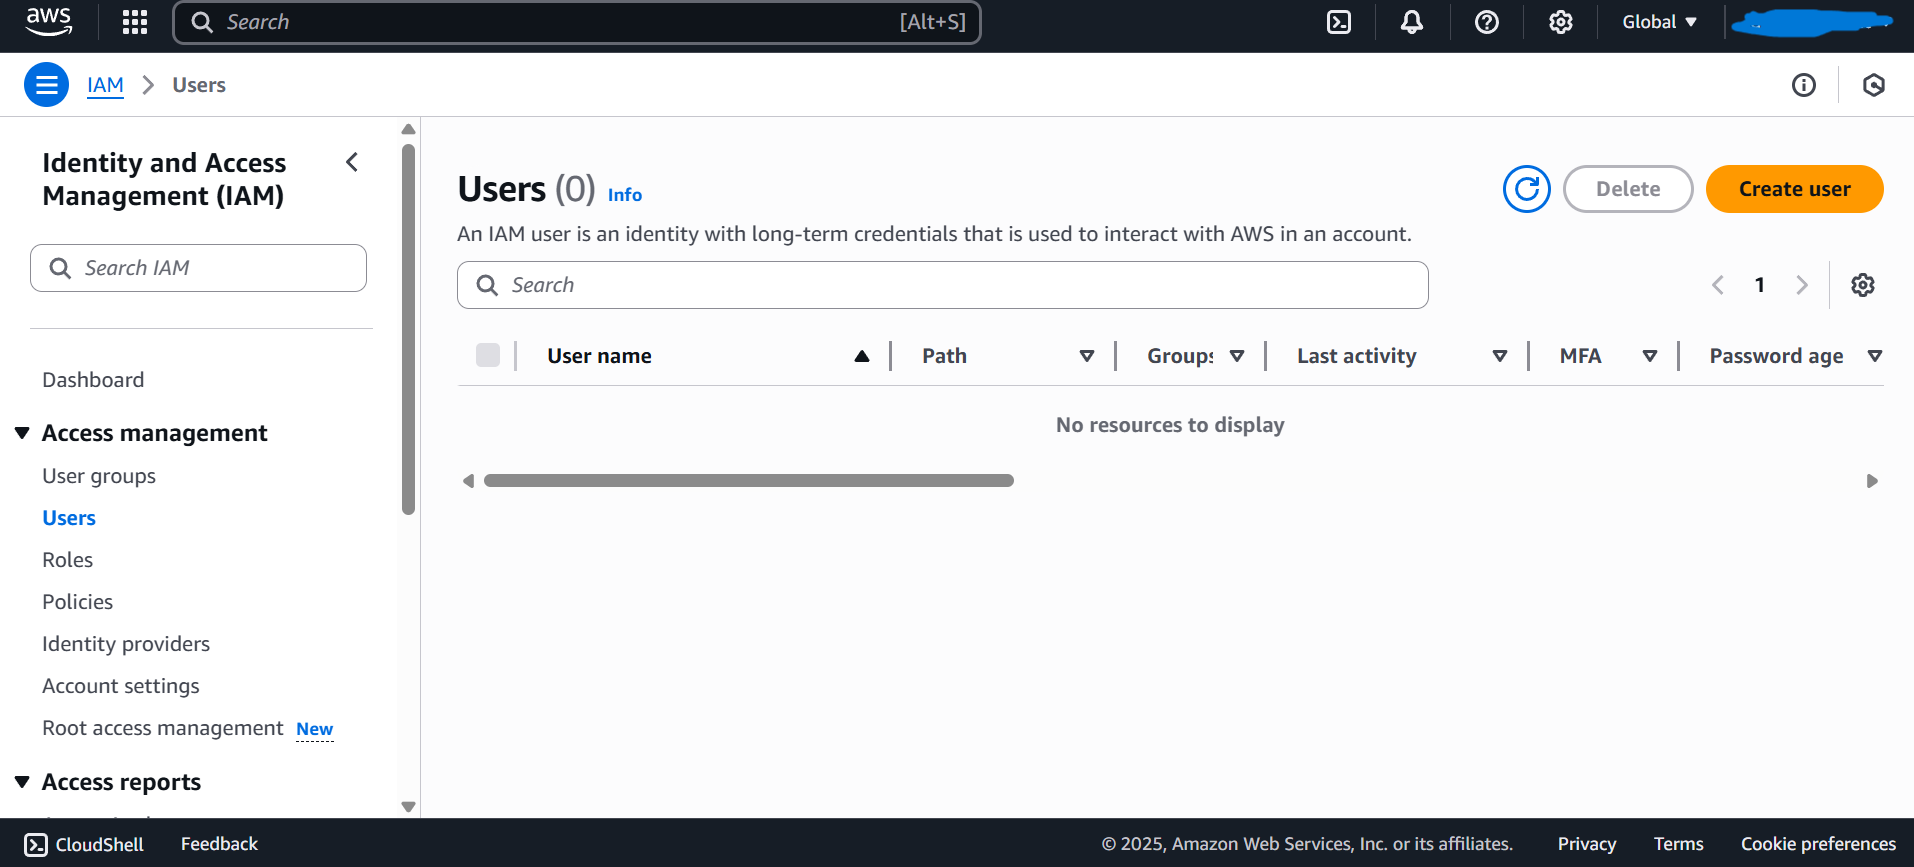 aws
Search [Alt+S]
Global
IAM > Users
Identity and Access
Management (IAM)
Search IAM
Dashboard
Access management
User groups
Users
Roles
Policies
Identity providers
Account settings
Root access management New
Access reports
Users (0) Info
Delete
Create user
An IAM user is an identity with long-term credentials that is used to interact with AWS in an account.
Search
1
User name
Path
Groups
Last activity
MFA
Password age
No resources to display
CloudShell
Feedback
© 2025, Amazon Web Services, Inc. or its affiliates.
Privacy
Terms
Cookie preferences